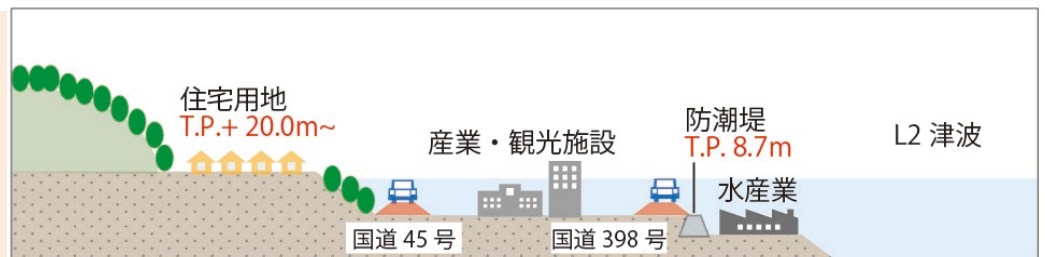 住宅用地
T.P.+ 20.0m~
産業・観光施設
防潮堤
T.P. 8.7m
L2 津波
水産業
国道 45 号
国道 398 号